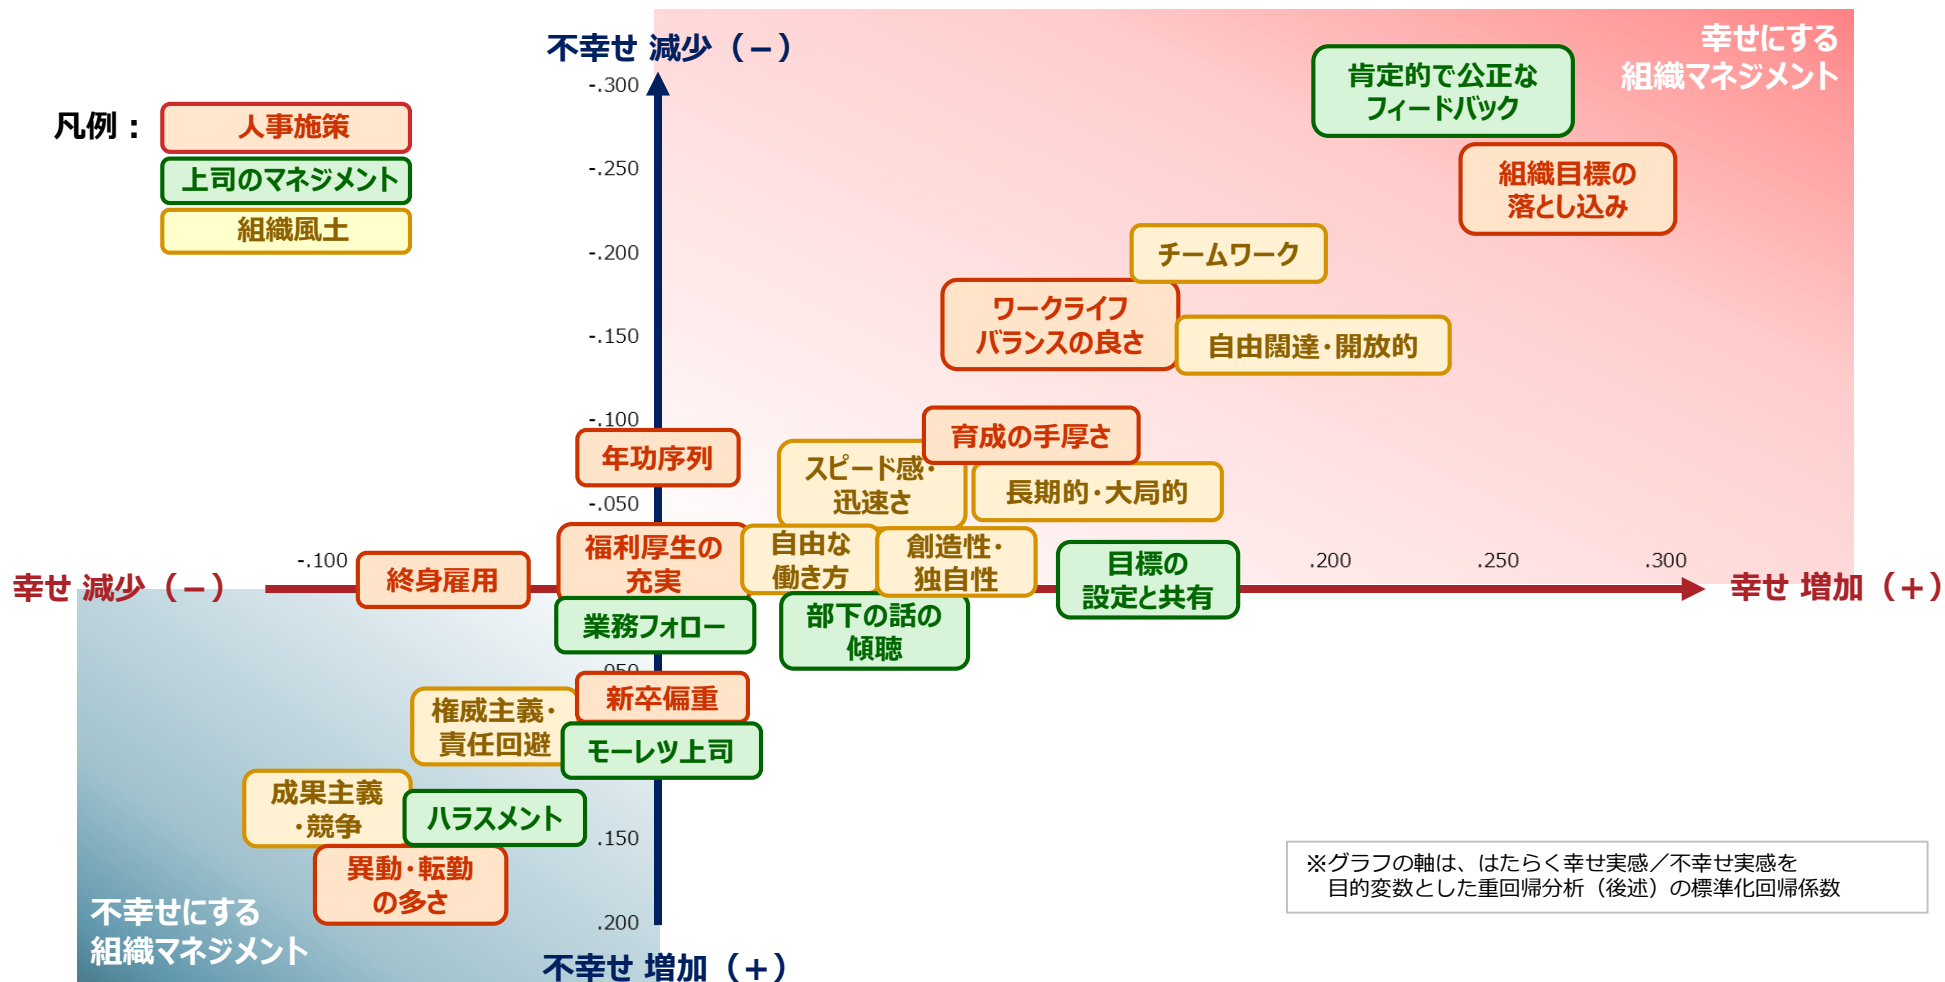 不幸せ 減少（－）
幸せにする
組織マネジメント
凡例：
人事施策
上司のマネジメント
組織風土
-.300
-.250
-.200
-.150
-.100
-.050
肯定的で公正な
フィードバック
組織目標の
落とし込み
チームワーク
ワークライフ
バランスの良さ
自由闊達・開放的
育成の手厚さ
年功序列
スピード感・
迅速さ
長期的・大局的
福利厚生の
充実
自由な
働き方
創造性・
独自性
目標の
設定と共有
-.100
.200
.250
.300
幸せ 減少（－）
終身雇用
幸せ 増加（＋）
業務フォロー
部下の話の
傾聴
.050
新卒偏重
権威主義・
責任回避
モーレツ上司
成果主義
・競争
ハラスメント
.150
異動・転勤
の多さ
.200
不幸せにする
組織マネジメント
不幸せ 増加（＋）
※グラフの軸は、はたらく幸せ実感／不幸せ実感を
目的変数とした重回帰分析（後述）の標準化回帰係数